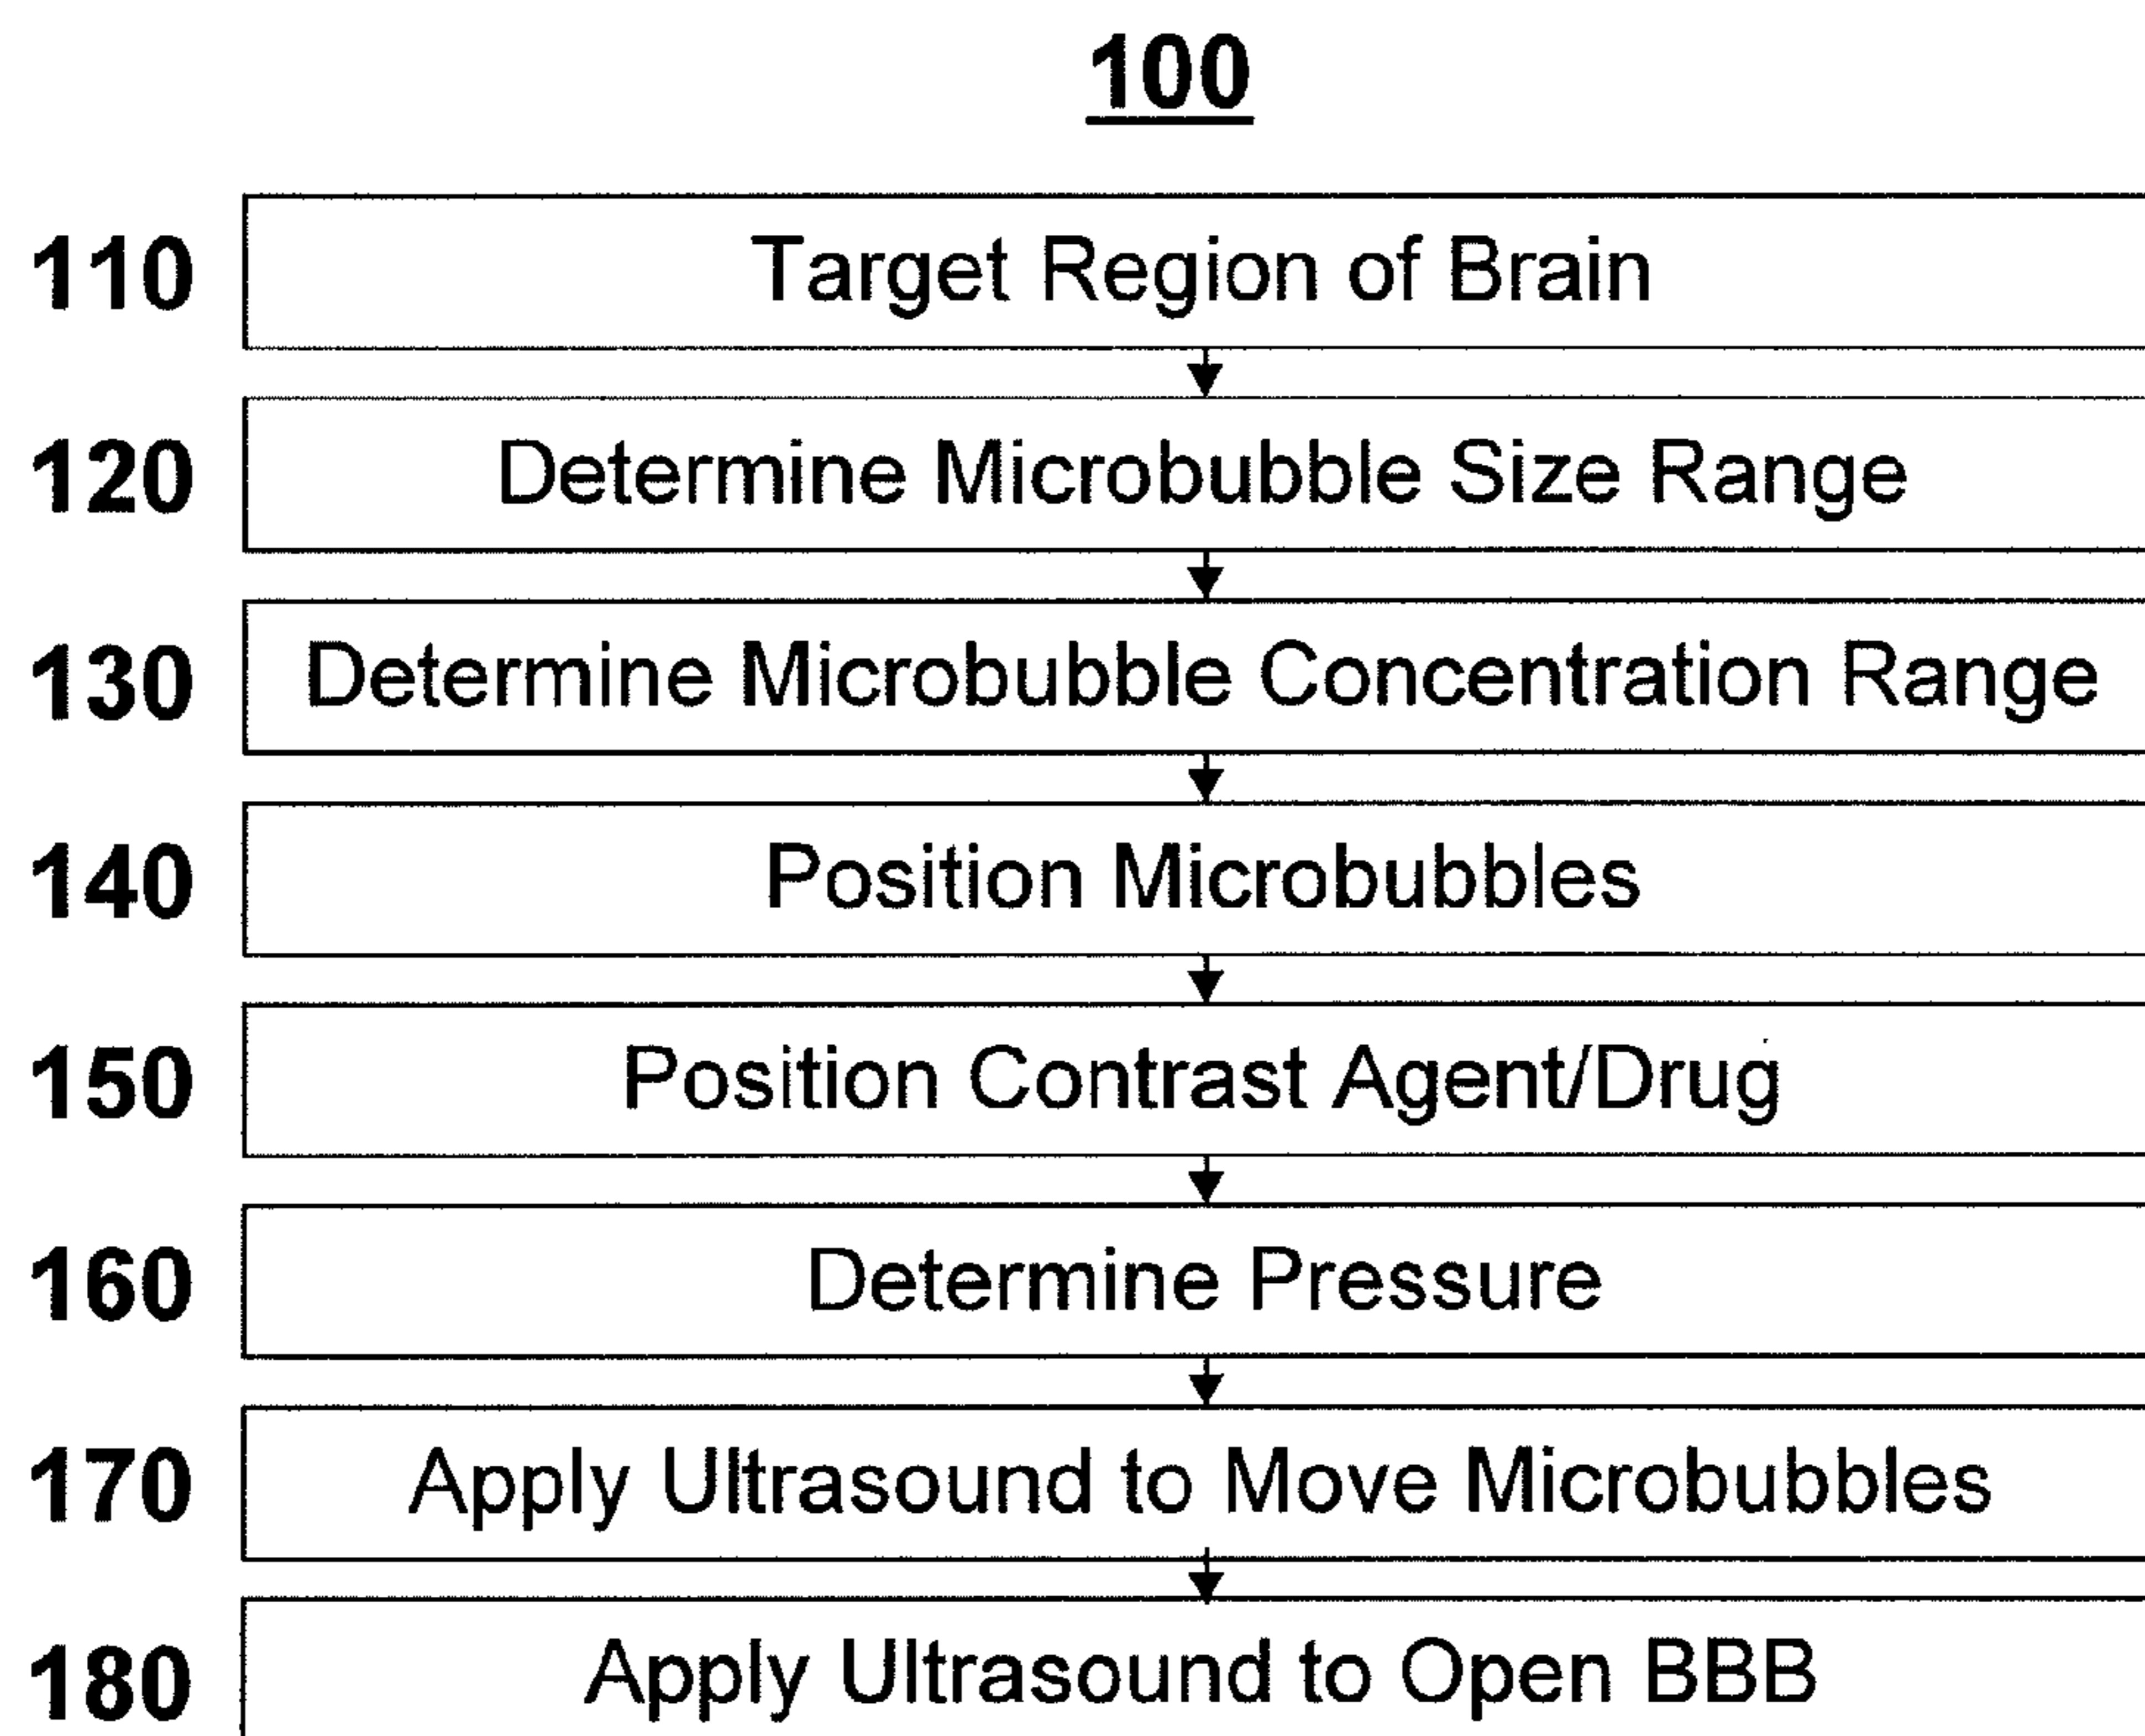 100
110 Target Region of Brain
120 Determine Microbubble Size Range
130 Determine Microbubble Concentration Range
140 Position Microbubbles
150 Position Contrast Agent/Drug
160 Determine Pressure
170 Apply Ultrasound to Move Microbubbles
180 Apply Ultrasound to Open BBB